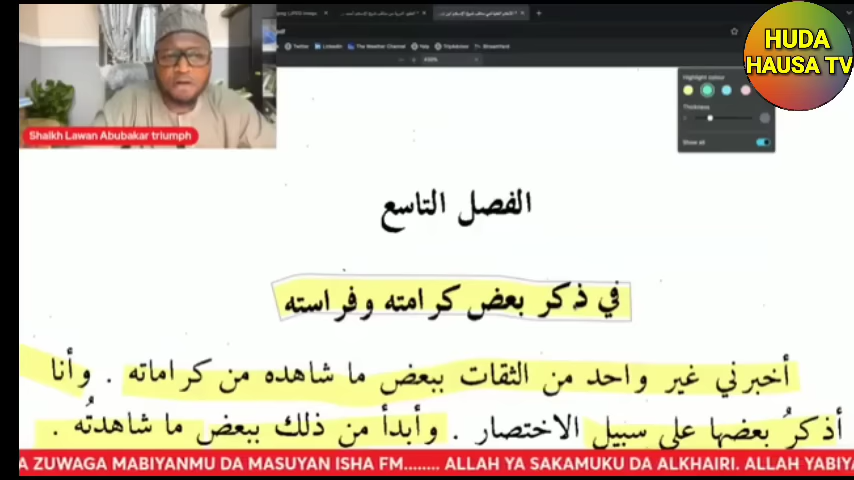 HUDA
HAUSA TV
Twitter LinkedIn The Weather Channel Yelp TripAdvisor
Highlight colour
Thickness
Show all
Shaikh Lawan Abubakar triumph
الفصل التاسع
في ذكر بعض كرامته وفراسته
أخبرني غير واحد من الثقات ببعض ما شاهده من كراماته . وأنا
أذكرُ بعضها على سبيل الاختصار . وأبدأ من ذلك ببعض ما شاهدتُه .
A ZUWAGA MABIYANMU DA MASUYAN ISHA FM........ ALLAH YA SAKAMUKU DA ALKHAIRI. ALLAH YABIYA